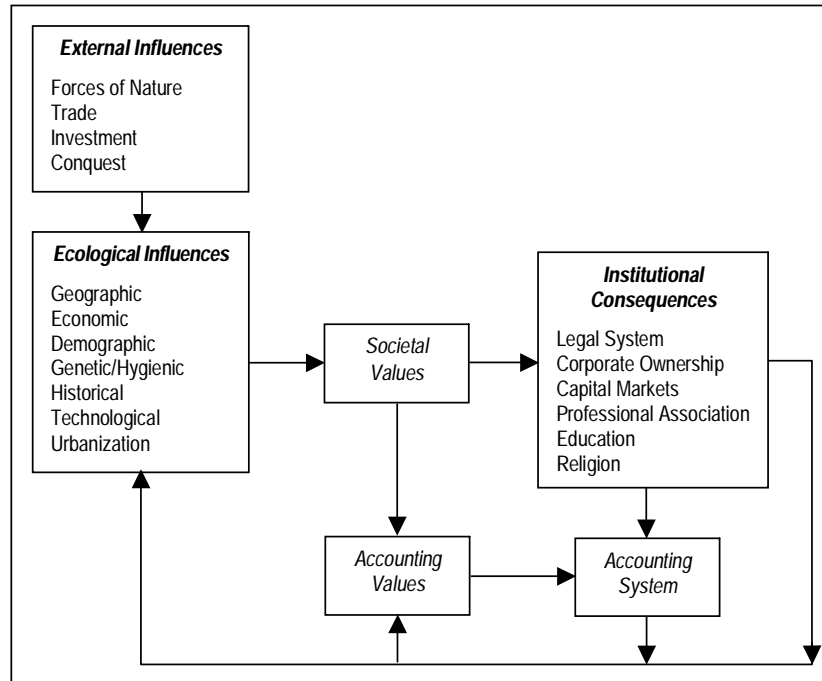 External Influences
Forces of Nature
Trade
Investment
Conquest
Ecological Influences
Geographic
Economic
Demographic
Genetic/Hygienic
Historical
Technological
Urbanization
Societal
Values
Institutional
Consequences
Legal System
Corporate Ownership
Capital Markets
Professional Association
Education
Religion
Accounting
Values
Accounting
System